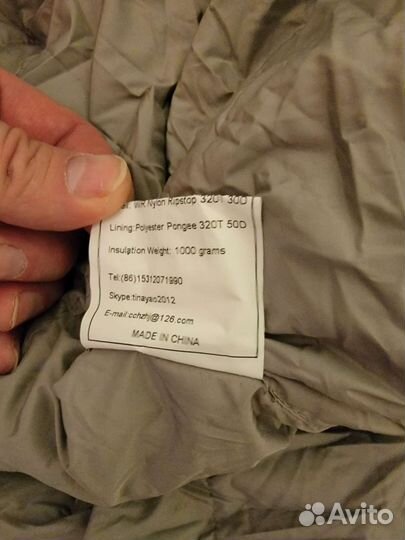 WR Nylon Ripstop 320T 30D
Lining:Polyester Pongee 320T 50D
Insulation Weight: 1000 grams
Tel:(86)15312071990
Skype:tinayao2012
E-mail:cchzhj@126.com
MADE IN CHINA
Avito